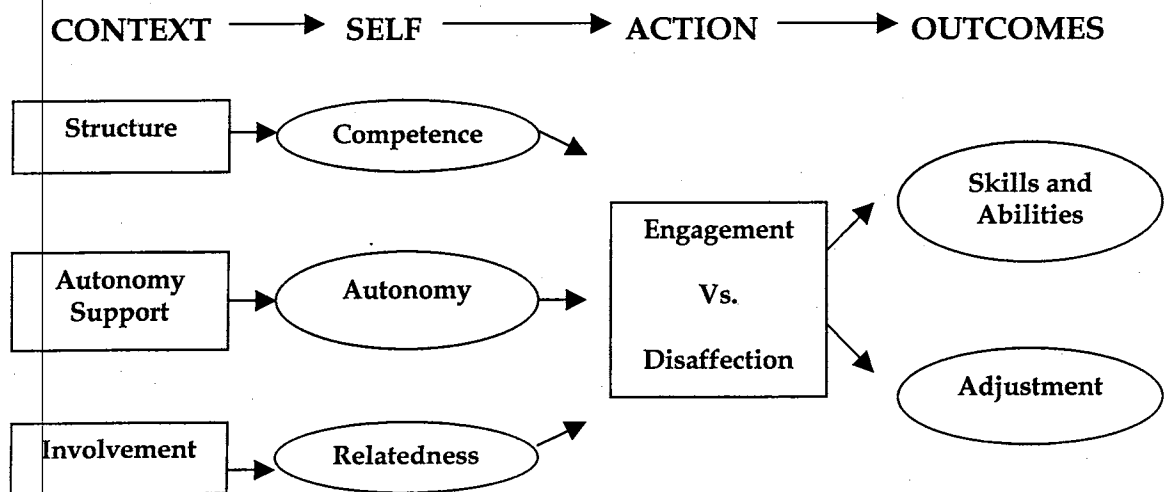 CONTEXT SELF ACTION OUTCOMES
Structure
Competence
Autonomy
Support
Autonomy
Involvement
Relatedness
Engagement
Vs.
Disaffection
Skills and
Abilities
Adjustment